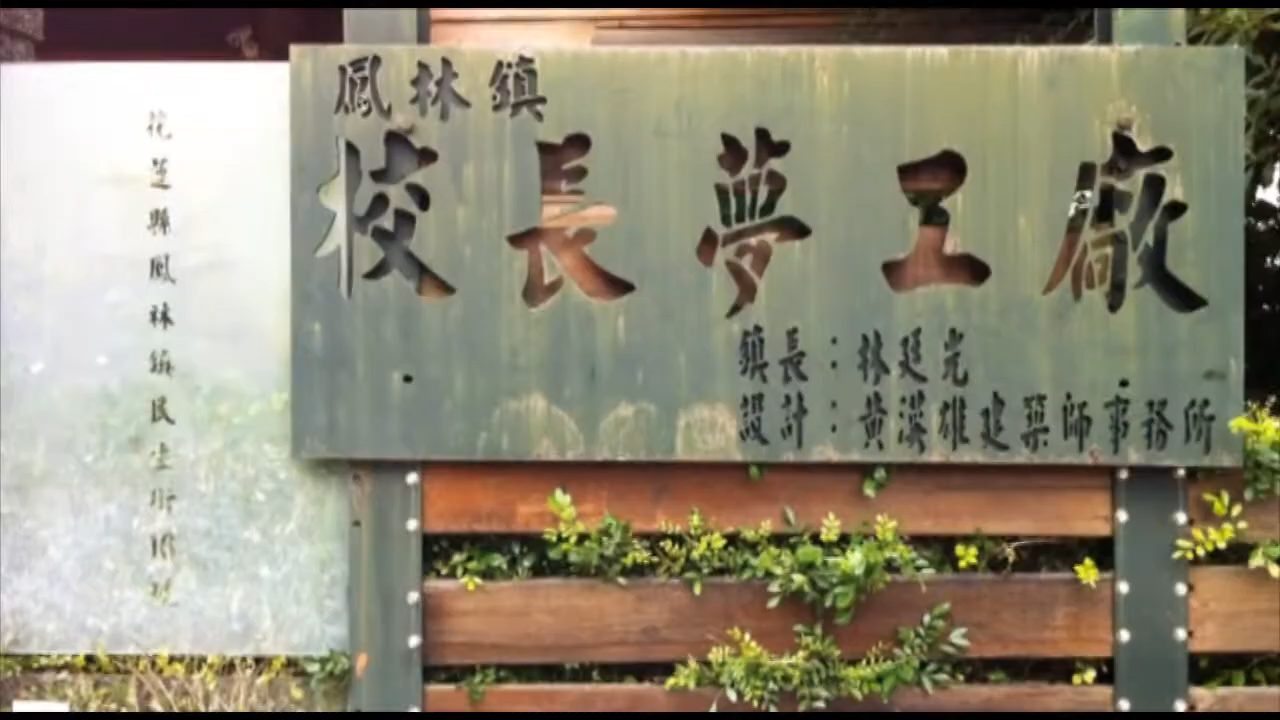 鳳林鎮
校長夢工廠
鎮長：林廷光
設計：黃漢雄建築師事務所
花蓮縣鳳林鎮民生街